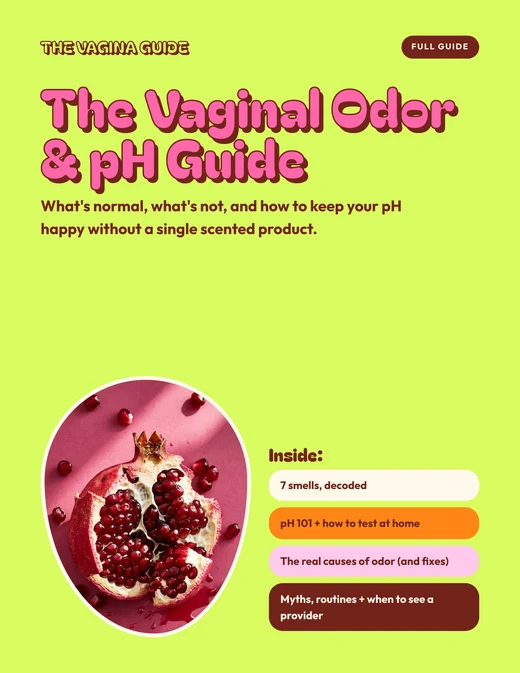 THE VAGINA GUIDE
FULL GUIDE
The Vaginal Odor
& pH Guide
What's normal, what's not, and how to keep your pH
happy without a single scented product.
Inside:
7 smells, decoded
pH 101 + how to test at home
The real causes of odor (and fixes)
Myths, routines + when to see a
provider